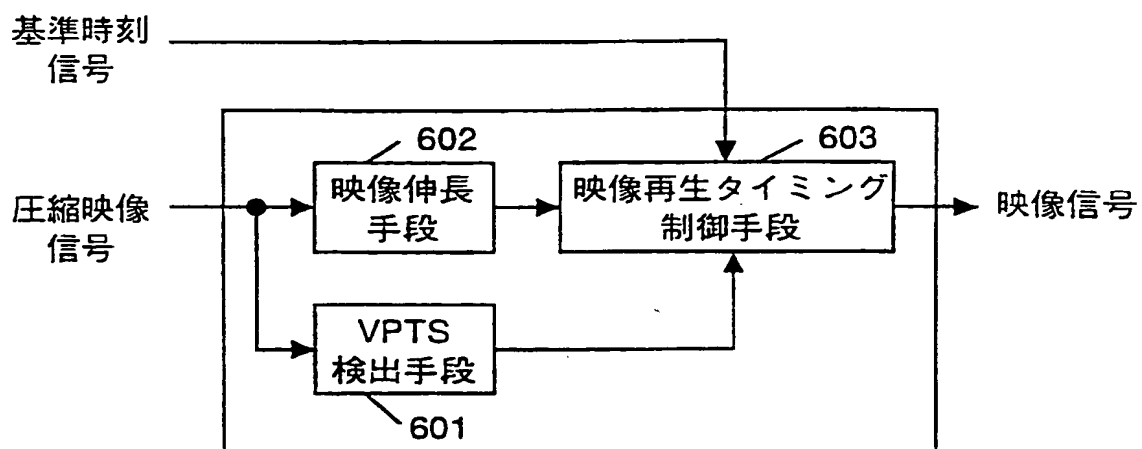 基準時刻
信号
602
603
圧縮映像
信号
映像伸長
手段
映像再生タイミング
制御手段
映像信号
VPTS
検出手段
601